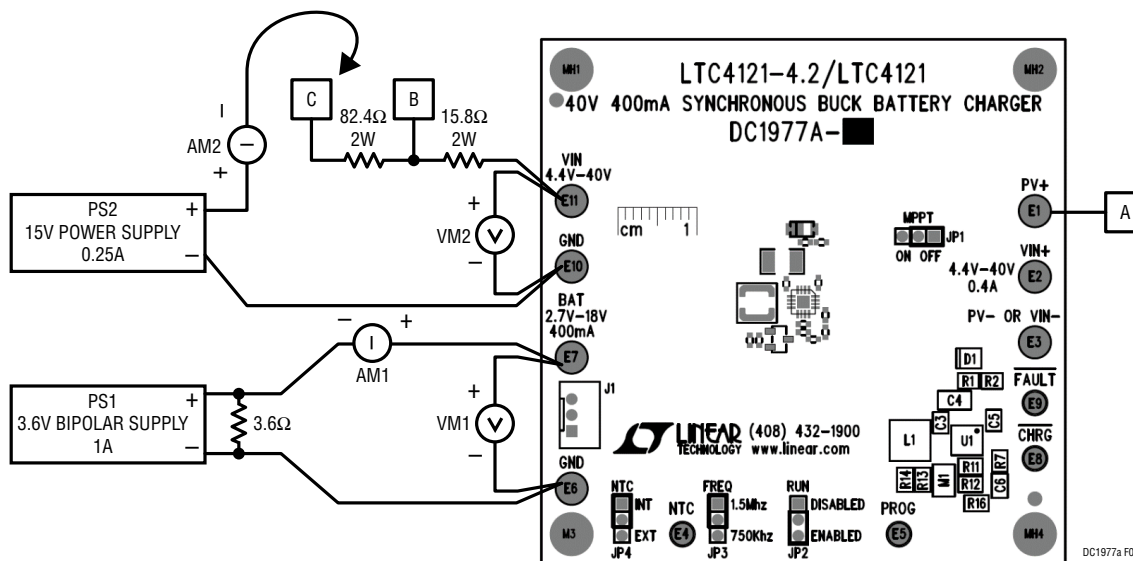 I
AM2
−
+
C
B
82.4Ω
2W
15.8Ω
2W
PS2
15V POWER SUPPLY
0.25A
+
−
+
VM2
V
−
PS1
3.6V BIPOLAR SUPPLY
1A
+
−
3.6Ω
−
+
I
AM1
+
VM1
V
−
MH1
MH2
LTC4121-4.2/LTC4121
40V 400mA SYNCHRONOUS BUCK BATTERY CHARGER
DC1977A-
VIN
4.4V-40V
E11
GND
E10
BAT
2.7V-18V
400mA
E7
J1
GND
E6
M3
cm 1
MPPT
JP1
ON OFF
PV+
E1
A
VIN+
E2
4.4V-40V
0.4A
PV- OR VIN-
E3
D1
R1 R2
FAULT
E9
C4
C3
C5
L1
U1
CHRG
E8
R14
R13
M1
R11
R12
R7
C6
R16
LINEAR (408) 432-1900
TECHNOLOGY www.linear.com
NTC
INT
EXT
JP4
NTC
E4
FREQ
1.5Mhz
750Khz
JP3
RUN
DISABLED
ENABLED
JP2
PROG
E5
MH4
DC1977a F0